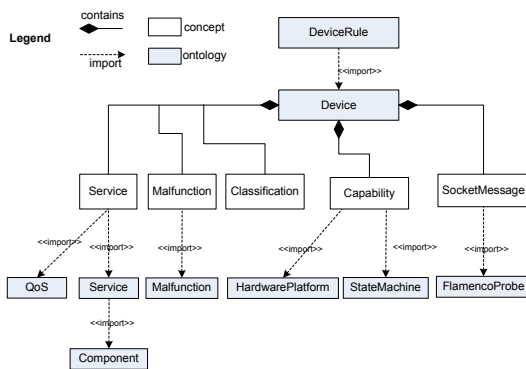 Legend
contains
concept
import
ontology
DeviceRule
<<import>>
Device
Service
Malfunction
Classification
Capability
SocketMessage
<<import>>
<<import>>
<<import>>
<<import>>
<<import>>
<<import>>
QoS
Service
Malfunction
HardwarePlatform
StateMachine
FlamencoProbe
<<import>>
Component